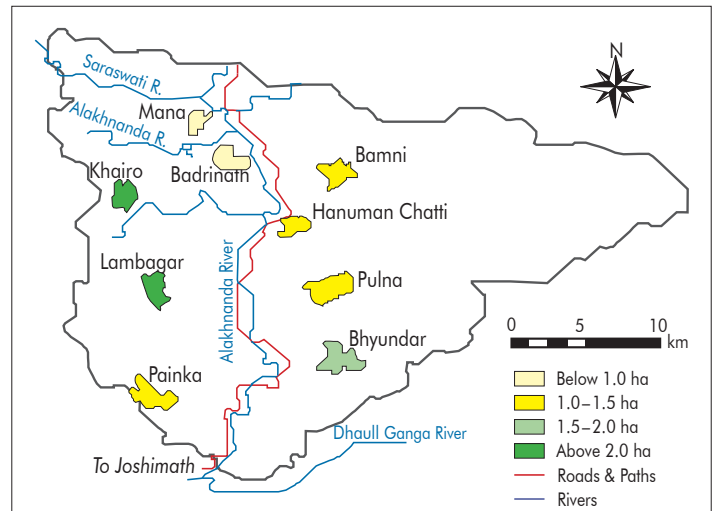 N
Saraswati R.
Mana
Alakhnanda R.
Badrinath
Bamni
Khairo
Hanuman Chatti
Lambagar
Alakhnanda River
Pulna
0 5 10
km
Bhyundar
Painka
Below 1.0 ha
1.0–1.5 ha
1.5–2.0 ha
Above 2.0 ha
Roads & Paths
Rivers
Dhaull Ganga River
To Joshimath